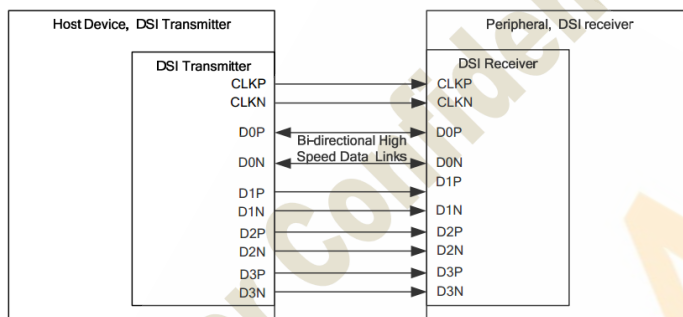 Host Device, DSI Transmitter
Peripheral, DSI receiver
DSI Transmitter
DSI Receiver
CLKP
CLKP
CLKN
CLKN
D0P
D0P
Bi-directional High
Speed Data Links
D0N
D0N
D1P
D1P
D1N
D1N
D2P
D2P
D2N
D2N
D3P
D3P
D3N
D3N